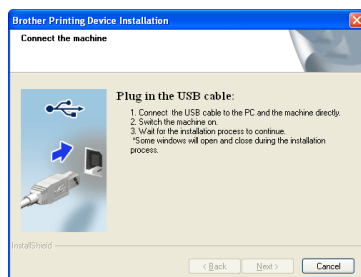 Brother Printing Device Installation
Connect the machine
Plug in the USB cable:
1. Connect the USB cable to the PC and the machine directly.
2. Switch the machine on.
3. Wait for the installation process to continue.
*Some windows will open and close during the installation
process.
InstallShield
< Back
Next >
Cancel